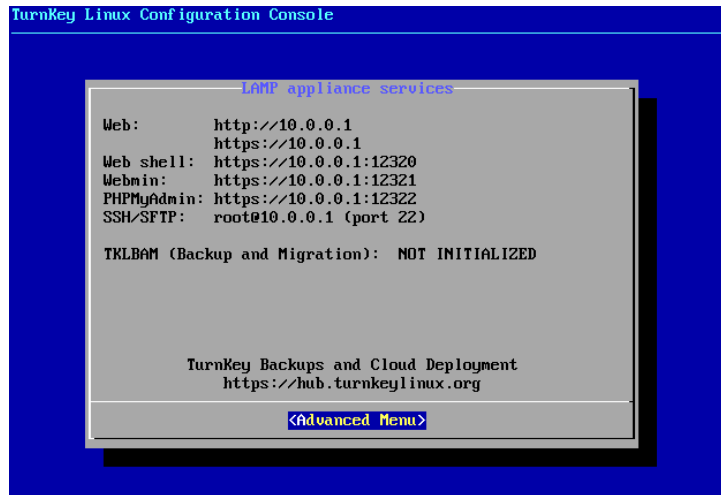 TurnKey Linux Configuration Console
LAMP appliance services
Web: http://10.0.0.1
https://10.0.0.1
Web shell: https://10.0.0.1:12320
Webmin: https://10.0.0.1:12321
PHPMyAdmin: https://10.0.0.1:12322
SSH/SFTP: root@10.0.0.1 (port 22)
TKLBAM (Backup and Migration): NOT INITIALIZED
TurnKey Backups and Cloud Deployment
https://hub.turnkeylinux.org
<Advanced Menu>